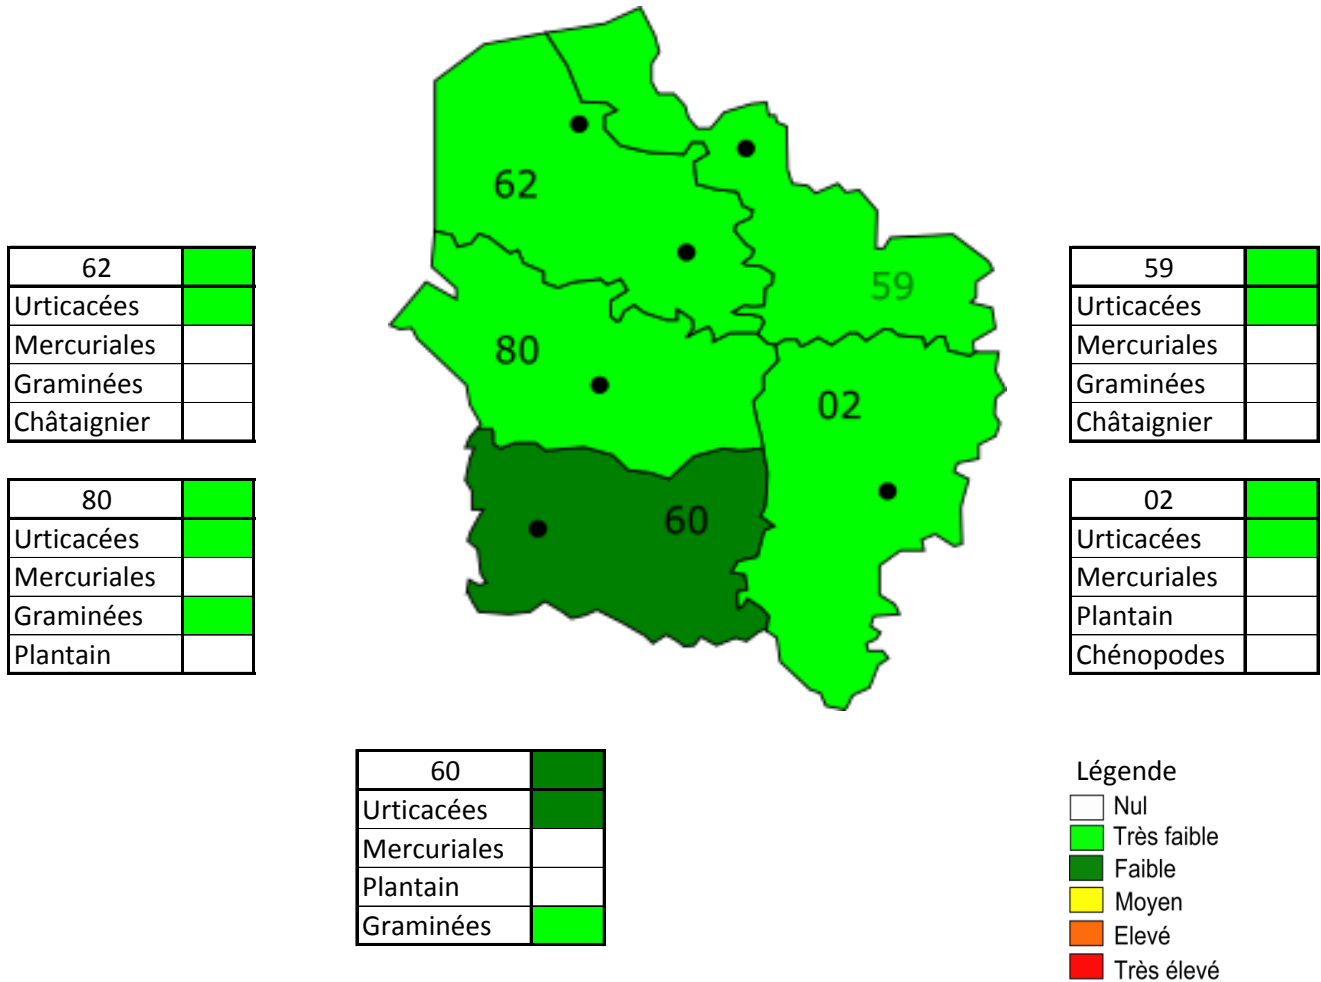 62
59
80
02
60
62
Urticacées
Mercuriales
Graminées
Châtaignier
59
Urticacées
Mercuriales
Graminées
Châtaignier
80
Urticacées
Mercuriales
Graminées
Plantain
02
Urticacées
Mercuriales
Plantain
Chénopodes
60
Urticacées
Mercuriales
Plantain
Graminées
Légende
Nul
Très faible
Faible
Moyen
Elevé
Très élevé